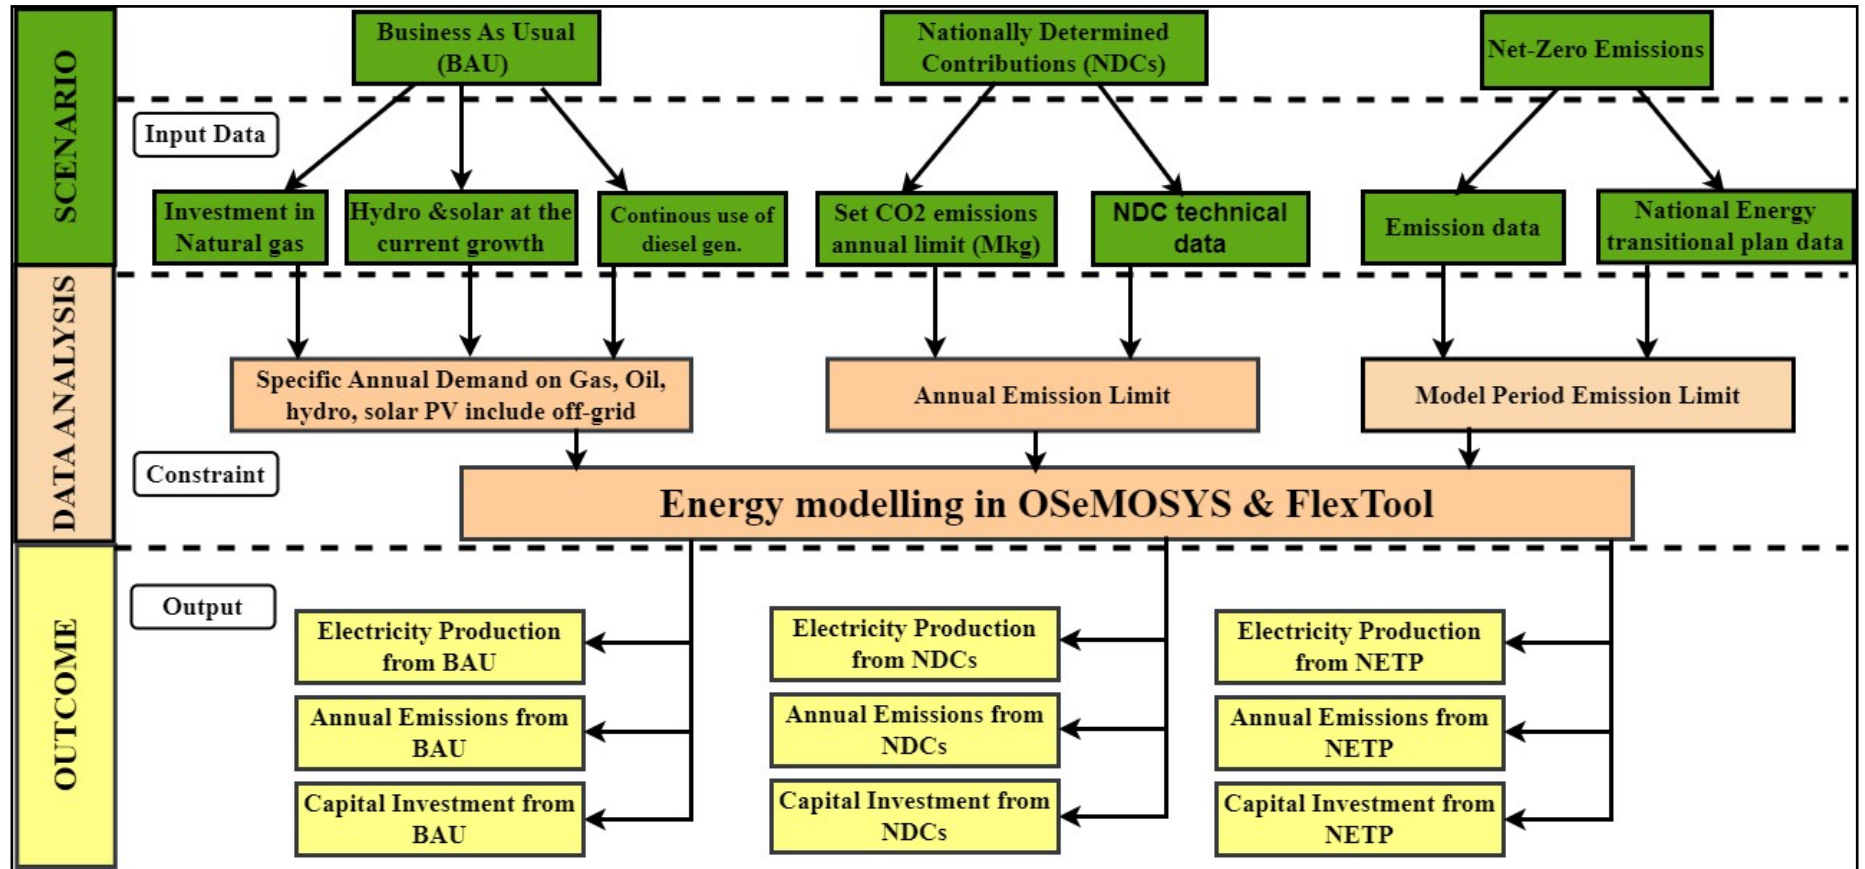 SCENARIO
Business As Usual
(BAU)
Nationally Determined
Contributions (NDCs)
Net-Zero Emissions
Input Data
Investment in
Natural gas
Hydro &solar at the
current growth
Continous use of
diesel gen.
Set CO2 emissions
annual limit (Mkg)
NDC technical
data
Emission data
National Energy
transitional plan data
DATA ANALYSIS
Specific Annual Demand on Gas, Oil,
hydro, solar PV include off-grid
Annual Emission Limit
Model Period Emission Limit
Constraint
Energy modelling in OSeMOSYS & FlexTool
OUTCOME
Output
Electricity Production
from BAU
Annual Emissions from
BAU
Capital Investment from
BAU
Electricity Production
from NDCs
Annual Emissions from
NDCs
Capital Investment from
NDCs
Electricity Production
from NETP
Annual Emissions from
NETP
Capital Investment from
NETP